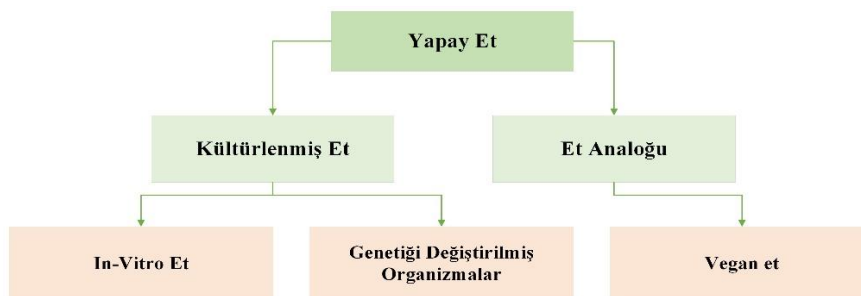 Yapay Et
Kültürlenmiş Et
Et Analoğu
In-Vitro Et
Genetiği Değiştirilmiş
Organizmalar
Vegan et